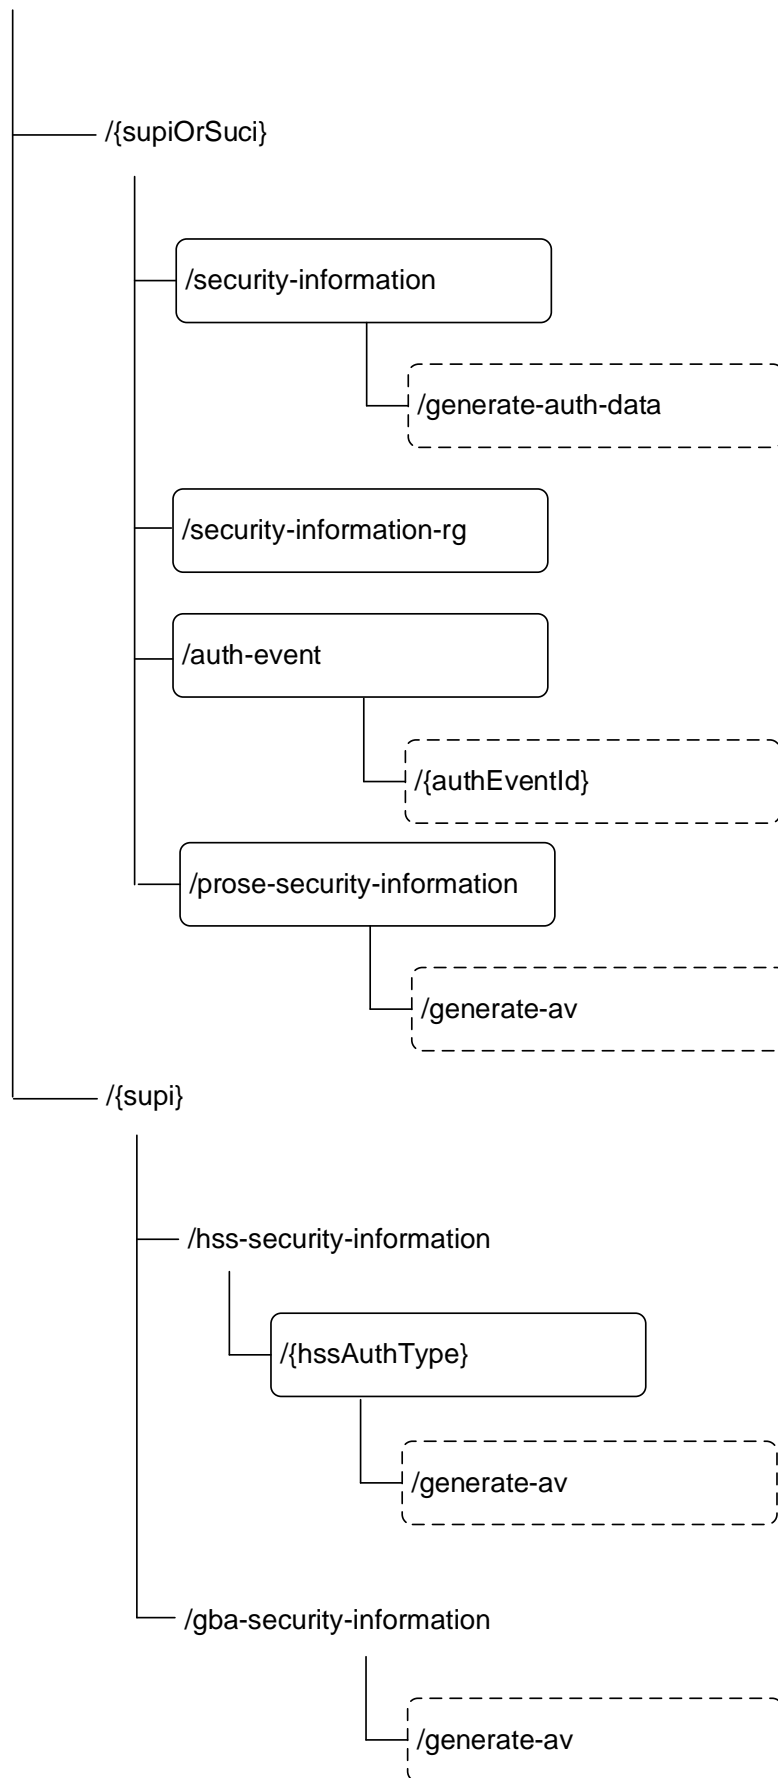 /{supiOrSuci}
/security-information
/generate-auth-data
/security-information-rg
/auth-event
/{authEventId}
/prose-security-information
/generate-av
/{supi}
/hss-security-information
/{hssAuthType}
/generate-av
/gba-security-information
/generate-av